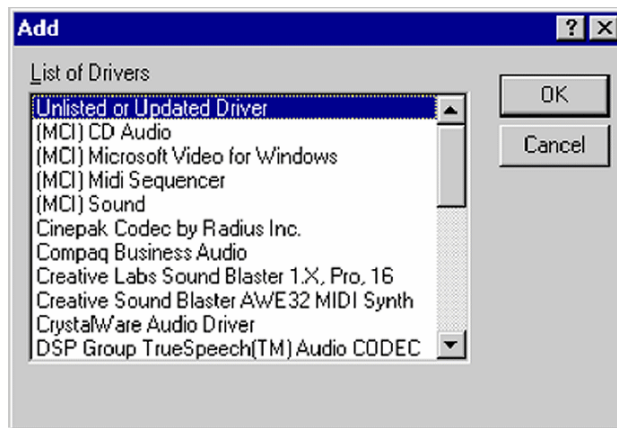 Add
List of Drivers
Unlisted or Updated Driver
(MCI) CD Audio
(MCI) Microsoft Video for Windows
(MCI) Midi Sequencer
(MCI) Sound
Cinepak Codec by Radius Inc.
Compaq Business Audio
Creative Labs Sound Blaster 1.X, Pro, 16
Creative Sound Blaster AWE32 MIDI Synth
CrystalWare Audio Driver
DSP Group TrueSpeech(TM) Audio CODEC
OK
Cancel